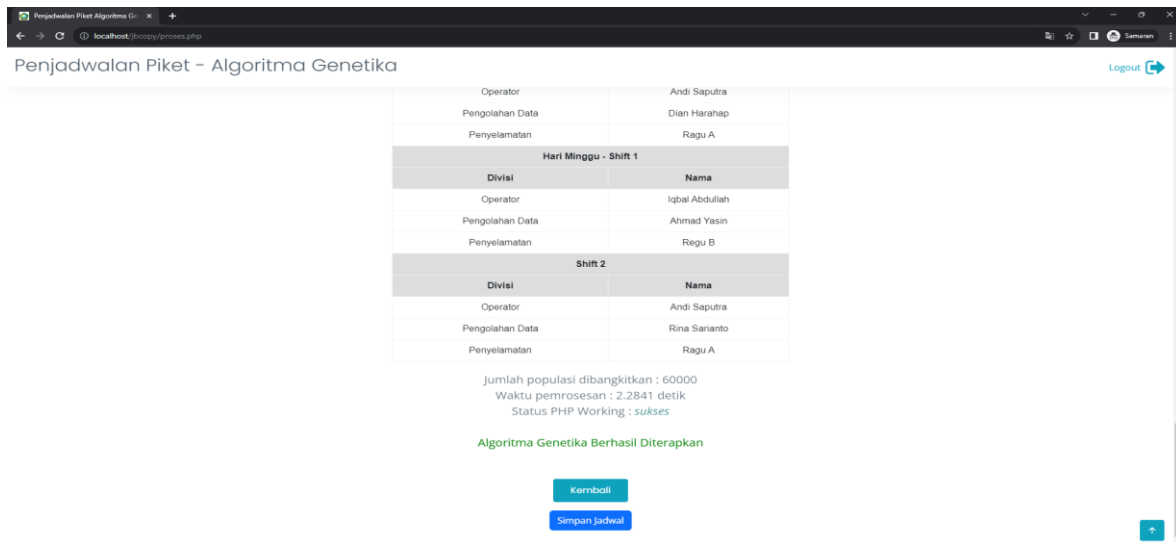 Penjadwalan Piket Algoritma Ge
localhost/jbcopy/proses.php
Samaran
Penjadwalan Piket - Algoritma Genetika
Logout
Operator Andi Saputra
Pengolahan Data Dian Harahap
Penyelamatan Ragu A
Hari Minggu - Shift 1
Divisi Nama
Operator Iqbal Abdullah
Pengolahan Data Ahmad Yasin
Penyelamatan Regu B
Shift 2
Divisi Nama
Operator Andi Saputra
Pengolahan Data Rina Sarianto
Penyelamatan Ragu A
Jumlah populasi dibangkitkan : 60000
Waktu pemrosesan : 2.2841 detik
Status PHP Working : sukses
Algoritma Genetika Berhasil Diterapkan
Kembali
Simpan Jadwal